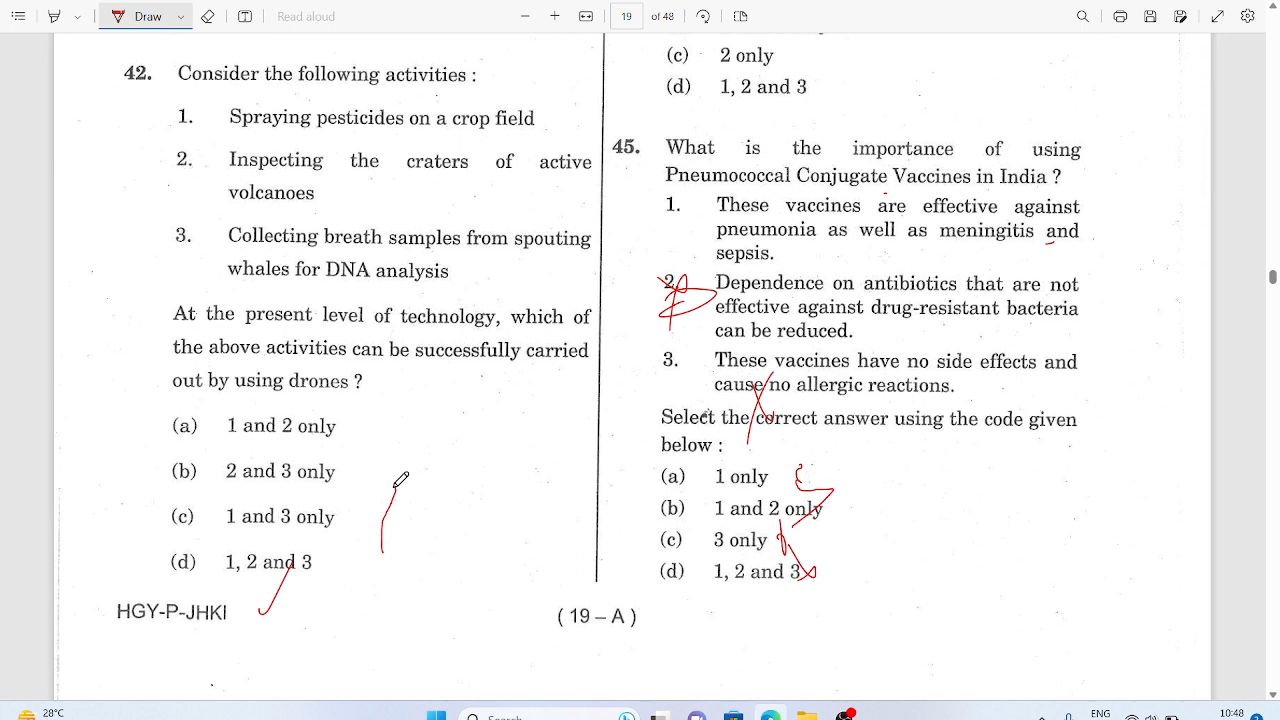 Draw
Read aloud
19
of 48
42. Consider the following activities :
1. Spraying pesticides on a crop field
2. Inspecting the craters of active
volcanoes
3. Collecting breath samples from spouting
whales for DNA analysis
At the present level of technology, which of
the above activities can be successfully carried
out by using drones ?
(a) 1 and 2 only
(b) 2 and 3 only
(c) 1 and 3 only
(d) 1, 2 and 3
HGY-P-JHKI
( 19 – A )
(c) 2 only
(d) 1, 2 and 3
45. What is the importance of using
Pneumococcal Conjugate Vaccines in India ?
1. These vaccines are effective against
pneumonia as well as meningitis and
sepsis.
2. Dependence on antibiotics that are not
effective against drug-resistant bacteria
can be reduced.
3. These vaccines have no side effects and
cause no allergic reactions.
Select the correct answer using the code given
below :
(a) 1 only
(b) 1 and 2 only
(c) 3 only
(d) 1, 2 and 3
28°C
Search
ENG
10:48